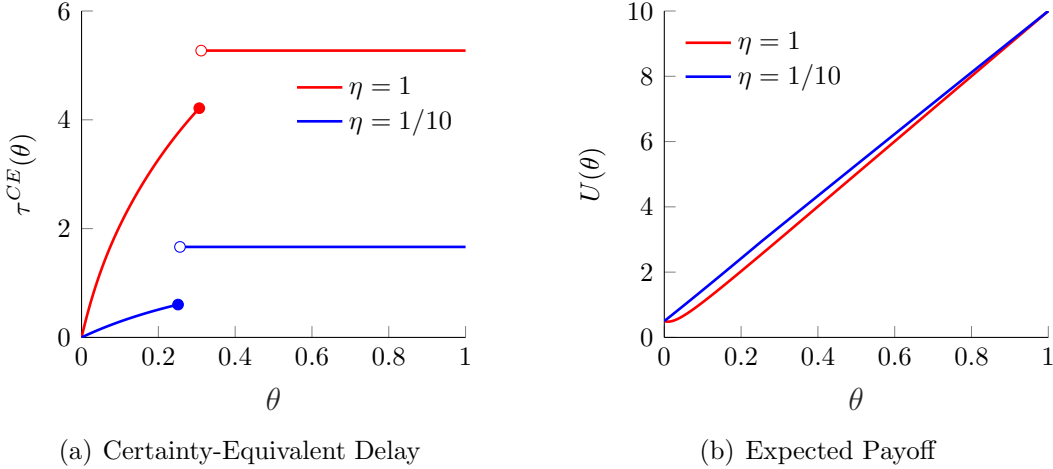 6
4
2
0
0
0.2
0.4
0.6
0.8
1
τ^{CE}(θ)
θ
η = 1
η = 1/10
(a) Certainty-Equivalent Delay
10
8
6
4
2
0
0
0.2
0.4
0.6
0.8
1
U(θ)
θ
η = 1
η = 1/10
(b) Expected Payoff